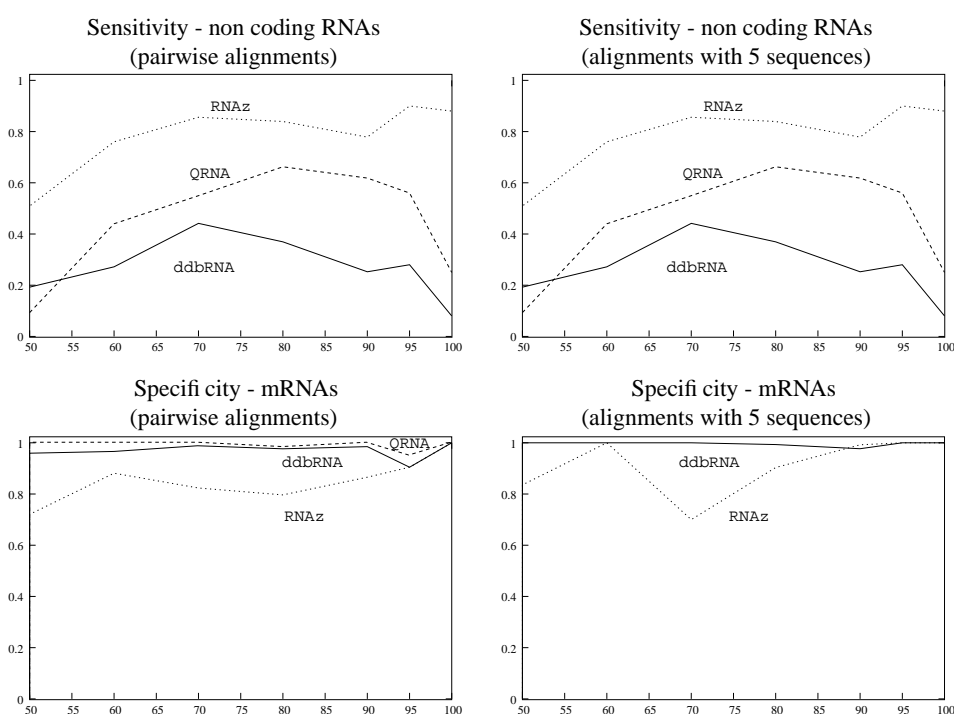 Sensitivity - non coding RNAs
(pairwise alignments)
1
0.8
0.6
0.4
0.2
0
RNAz
QRNA
ddbRNA
50 55 60 65 70 75 80 85 90 95 100
Sensitivity - non coding RNAs
(alignments with 5 sequences)
1
0.8
0.6
0.4
0.2
0
RNAz
QRNA
ddbRNA
50 55 60 65 70 75 80 85 90 95 100
Specifi city - mRNAs
(pairwise alignments)
1
0.8
0.6
0.4
0.2
0
QRNA
ddbRNA
RNAz
50 55 60 65 70 75 80 85 90 95 100
Specifi city - mRNAs
(alignments with 5 sequences)
1
0.8
0.6
0.4
0.2
0
ddbRNA
RNAz
50 55 60 65 70 75 80 85 90 95 100